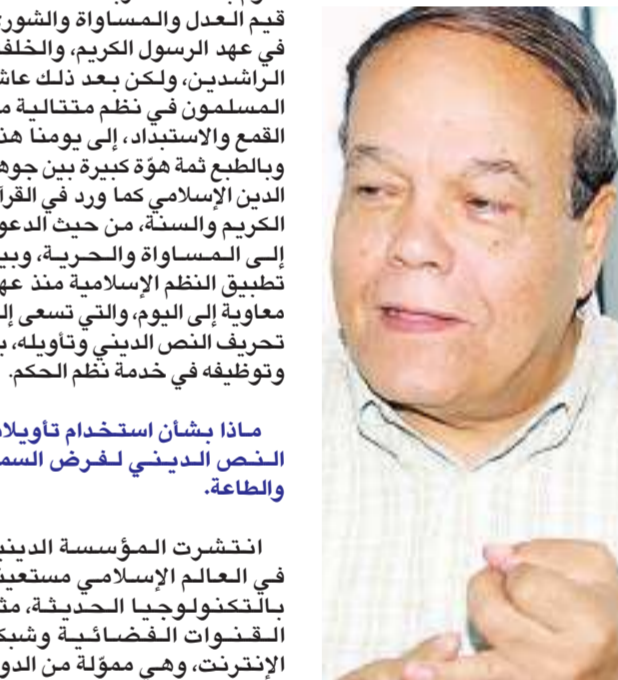 قيم العدل والمساواة والشورى
في عهد الرسول الكريم، والخلفاء
الراشدين، ولكن بعد ذلك عاش
المسلمون في نظم متتالية من
القمع والاستبداد، إلى يومنا هذا
وبالطبع ثمة هوّة كبيرة بين جوهر
الدين الإسلامي كما ورد في القرآن
الكريم والسنة، من حيث الدعوة
إلى المساواة والحرية، وبين
تطبيق النظم الإسلامية منذ عهد
معاوية إلى اليوم، والتي تسعى إلى
تحريف النص الديني وتأويله،
وتوظيفه في خدمة نظم الحكم.
ماذا بشأن استخدام تأويلات
النص الديني لفرض السمع
والطاعة.
انتشرت المؤسسة الدينية
في العالم الإسلامي مستعينة
بالتكنولوجيا الحديثة، مثل
القنوات الفضائية وشبكة
الإنترنت، وهي مموّلة من الدول